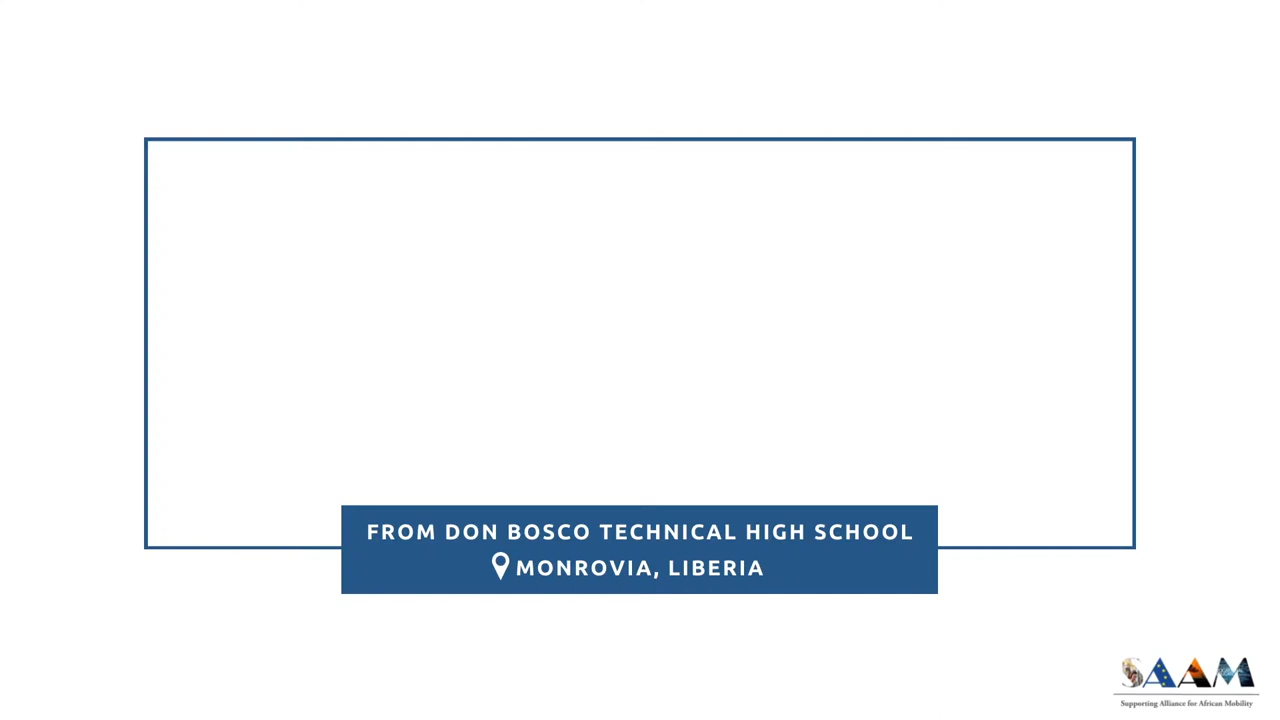 FROM DON BOSCO TECHNICAL HIGH SCHOOL
MONROVIA, LIBERIA
SAAM
Supporting Alliance for African Mobility